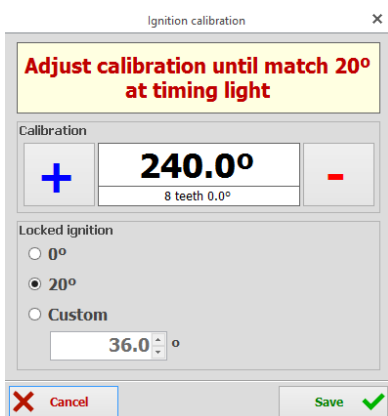 Ignition calibration
Adjust calibration until match 20º
at timing light
Calibration
+
240.0º
-
8 teeth 0.0º
Locked ignition
0º
20º
Custom
36.0 º
Cancel
Save